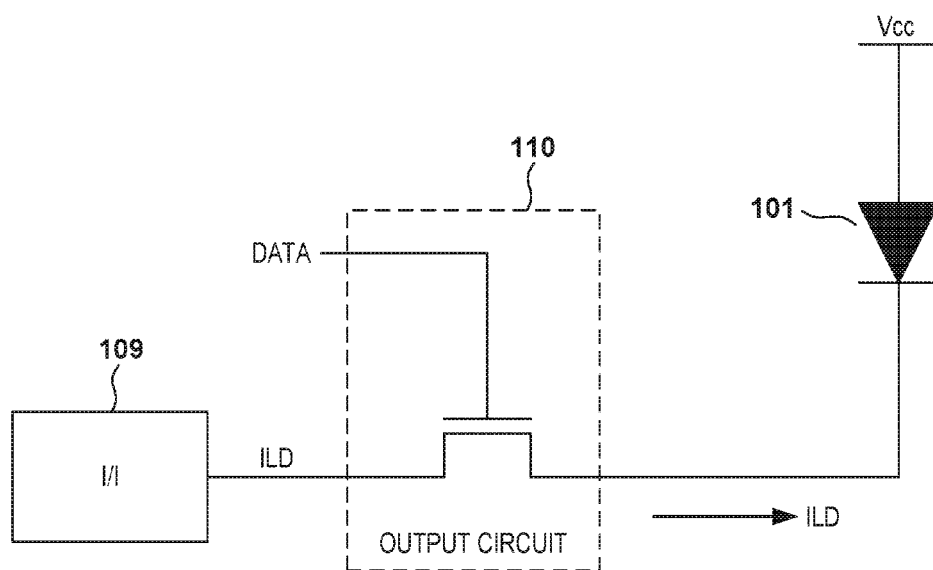 Vcc
110
101
DATA
109
I/I
ILD
ILD
OUTPUT CIRCUIT